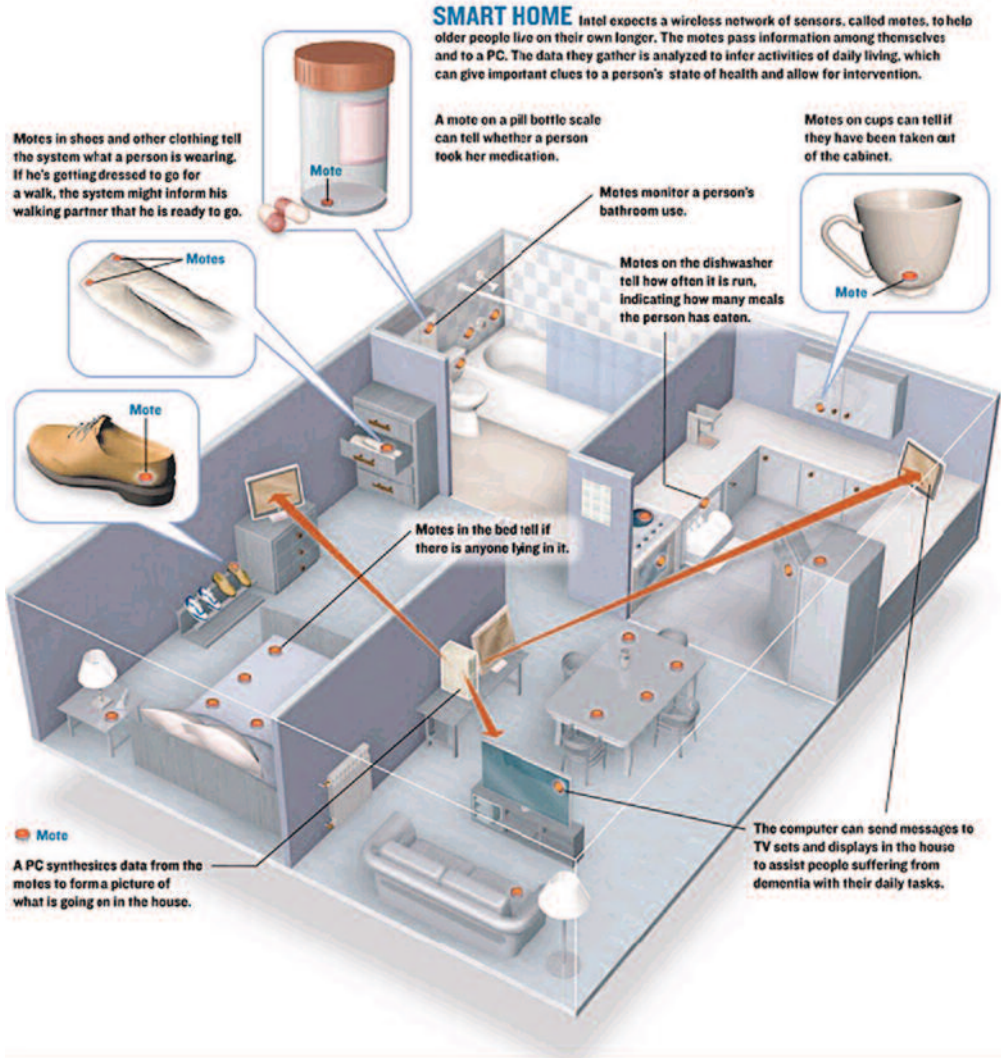 SMART HOME Intel expects a wireless network of sensors, called motes, to help
older people live on their own longer. The motes pass information among themselves
and to a PC. The data they gather is analyzed to infer activities of daily living, which
can give important clues to a person's state of health and allow for intervention.
A mote on a pill bottle scale
can tell whether a person
took her medication.
Motes on cups can tell if
they have been taken out
of the cabinet.
Motes in shoes and other clothing tell
the system what a person is wearing.
If he's getting dressed to go for
a walk, the system might inform his
walking partner that he is ready to go.
Mote
Motes monitor a person's
bathroom use.
Motes
Motes on the dishwasher
tell how often it is run,
indicating how many meals
the person has eaten.
Mote
Mote
Motes in the bed tell if
there is anyone lying in it.
Mote
A PC synthesizes data from the
motes to form a picture of
what is going on in the house.
The computer can send messages to
TV sets and displays in the house
to assist people suffering from
dementia with their daily tasks.